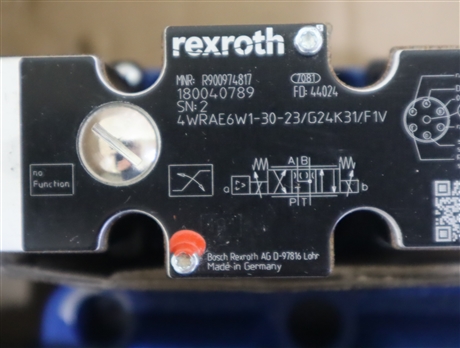 rexroth
MNR: R900974817 7081
180040789 FD: 44024
SN: 2
4WRAE6W1-30-23/G24K31/F1V
no
Function
A B
a b
P T
Bosch Rexroth AG D-97816 Lohr
Made in Germany